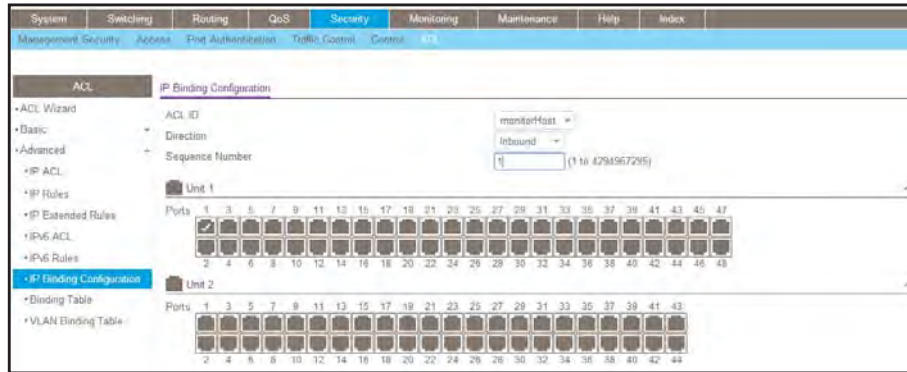 System Switching Routing QoS Security Monitoring Maintenance Help Index
Management Security Access Port Authentication Traffic Control Control ACL
ACL
IP Binding Configuration
•ACL Wizard
•Basic
•Advanced
•IP ACL
•IP Rules
•IP Extended Rules
•IPv6 ACL
•IPv6 Rules
•IP Binding Configuration
•Binding Table
•VLAN Binding Table
ACL ID monitorHost
Direction Inbound
Sequence Number 1 (1 to 4294967295)
Unit 1
Ports 1 3 5 7 9 11 13 15 17 19 21 23 25 27 29 31 33 35 37 39 41 43 45 47
2 4 6 8 10 12 14 16 18 20 22 24 26 28 30 32 34 36 38 40 42 44 46 48
Unit 2
Ports 1 3 5 7 9 11 13 15 17 19 21 23 25 27 29 31 33 35 37 39 41 43
2 4 6 8 10 12 14 16 18 20 22 24 26 28 30 32 34 36 38 40 42 44